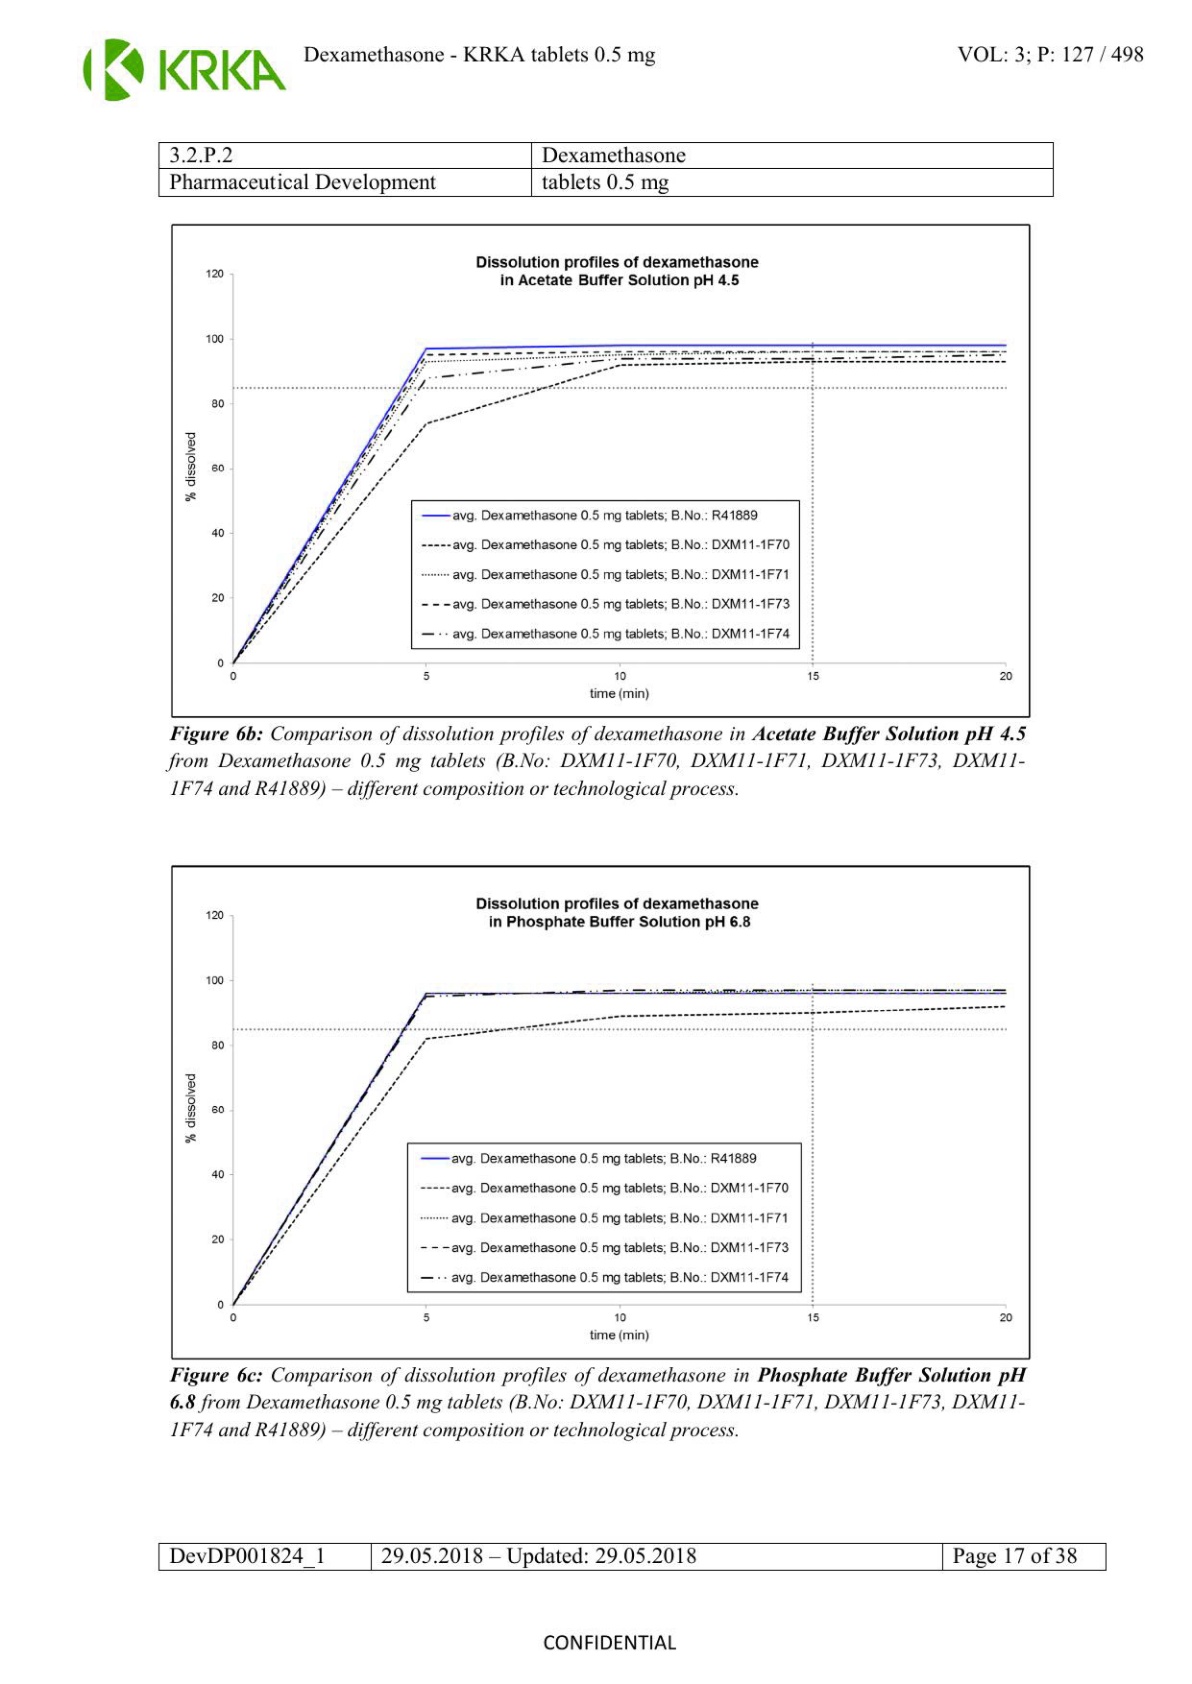 KRKA
Dexamethasone - KRKA tablets 0.5 mg
VOL: 3; P: 127 / 498
3.2.P.2
Dexamethasone
Pharmaceutical Development
tablets 0.5 mg
Dissolution profiles of dexamethasone
in Acetate Buffer Solution pH 4.5
120
100
80
60
40
20
0
% dissolved
avg. Dexamethasone 0.5 mg tablets; B.No.: R41889
avg. Dexamethasone 0.5 mg tablets; B.No.: DXM11-1F70
avg. Dexamethasone 0.5 mg tablets; B.No.: DXM11-1F71
avg. Dexamethasone 0.5 mg tablets; B.No.: DXM11-1F73
avg. Dexamethasone 0.5 mg tablets; B.No.: DXM11-1F74
0 5 10 15 20
time (min)
Figure 6b: Comparison of dissolution profiles of dexamethasone in Acetate Buffer Solution pH 4.5
from Dexamethasone 0.5 mg tablets (B.No: DXM11-1F70, DXM11-1F71, DXM11-1F73, DXM11-
1F74 and R41889) – different composition or technological process.
Dissolution profiles of dexamethasone
in Phosphate Buffer Solution pH 6.8
120
100
80
60
40
20
0
% dissolved
avg. Dexamethasone 0.5 mg tablets; B.No.: R41889
avg. Dexamethasone 0.5 mg tablets; B.No.: DXM11-1F70
avg. Dexamethasone 0.5 mg tablets; B.No.: DXM11-1F71
avg. Dexamethasone 0.5 mg tablets; B.No.: DXM11-1F73
avg. Dexamethasone 0.5 mg tablets; B.No.: DXM11-1F74
0 5 10 15 20
time (min)
Figure 6c: Comparison of dissolution profiles of dexamethasone in Phosphate Buffer Solution pH
6.8 from Dexamethasone 0.5 mg tablets (B.No: DXM11-1F70, DXM11-1F71, DXM11-1F73, DXM11-
1F74 and R41889) – different composition or technological process.
DevDP001824_1
29.05.2018 – Updated: 29.05.2018
Page 17 of 38
CONFIDENTIAL